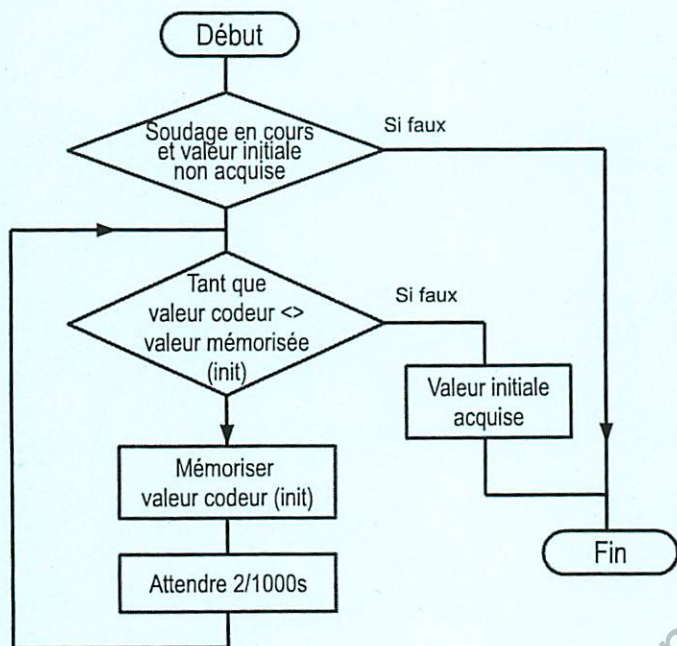 Début
Soudage en cours
et valeur initiale
non acquise
Si faux
Tant que
valeur codeur <>
valeur mémorisée
(init)
Si faux
Valeur initiale
acquise
Mémoriser
valeur codeur (init)
Attendre 2/1000s
Fin